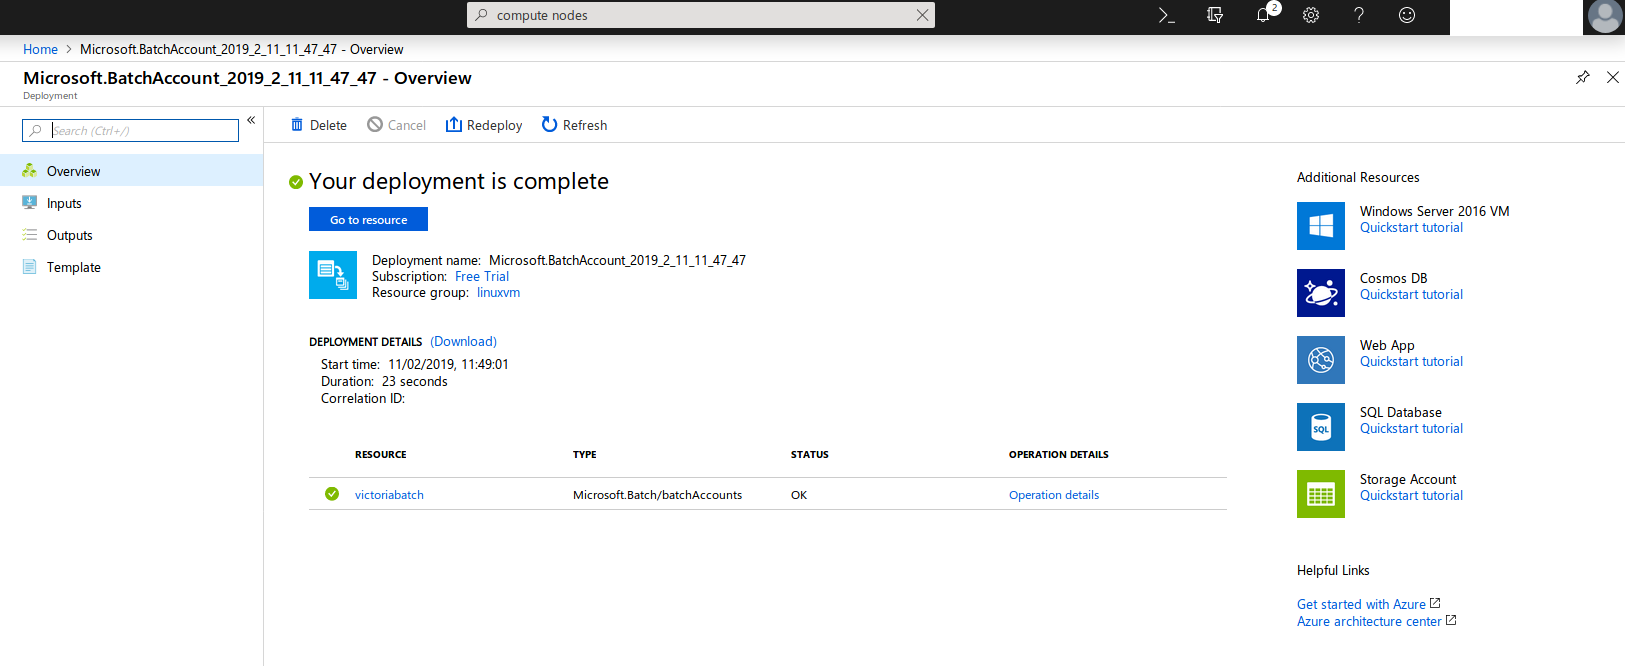 compute nodes
2
Home > Microsoft.BatchAccount_2019_2_11_11_47_47 - Overview
Microsoft.BatchAccount_2019_2_11_11_47_47 - Overview
Deployment
Search (Ctrl+/)
Delete
Cancel
Redeploy
Refresh
Overview
Inputs
Outputs
Template
Your deployment is complete
Go to resource
Deployment name: Microsoft.BatchAccount_2019_2_11_11_47_47
Subscription: Free Trial
Resource group: linuxvm
DEPLOYMENT DETAILS (Download)
Start time: 11/02/2019, 11:49:01
Duration: 23 seconds
Correlation ID:
RESOURCE TYPE STATUS OPERATION DETAILS
victoriabatch Microsoft.Batch/batchAccounts OK Operation details
Additional Resources
Windows Server 2016 VM
Quickstart tutorial
Cosmos DB
Quickstart tutorial
Web App
Quickstart tutorial
SQL
SQL Database
Quickstart tutorial
Storage Account
Quickstart tutorial
Helpful Links
Get started with Azure
Azure architecture center